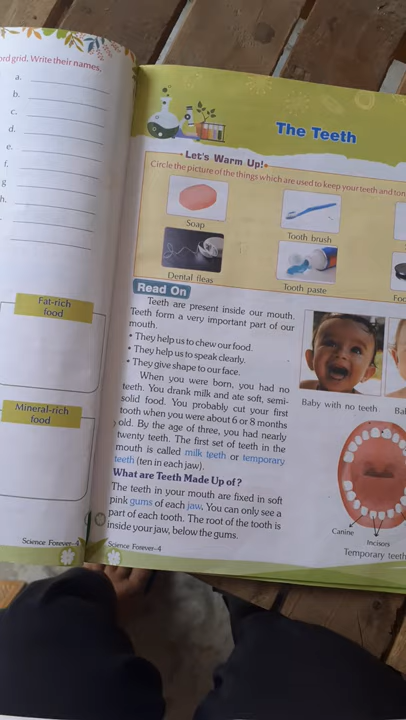 ord grid. Write their names.
a.
b.
c.
d.
e.
f.
g
h.
Fat-rich
food
Mineral-rich
food
Science Forever-4
The Teeth
Let's Warm Up!
Circle the picture of the things which are used to keep your teeth and ton
Soap
Tooth brush
Dental fleas
Tooth paste
Foo
Read On
Teeth are present inside our mouth.
Teeth form a very important part of our
mouth.
• They help us to chew our food.
• They help us to speak clearly.
• They give shape to our face.
When you were born, you had no
teeth. You drank milk and ate soft, semi-
solid food. You probably cut your first
tooth when you were about 6 or 8 months
old. By the age of three, you had nearly
twenty teeth. The first set of teeth in the
mouth is called milk teeth or temporary
teeth (ten in each jaw).
Baby with no teeth
Bal
What are Teeth Made Up of?
The teeth in your mouth are fixed in soft
pink gums of each jaw. You can only see a
part of each tooth. The root of the tooth is
inside your jaw, below the gums.
Canine
Incisors
Temporary teeth
Science Forever-4